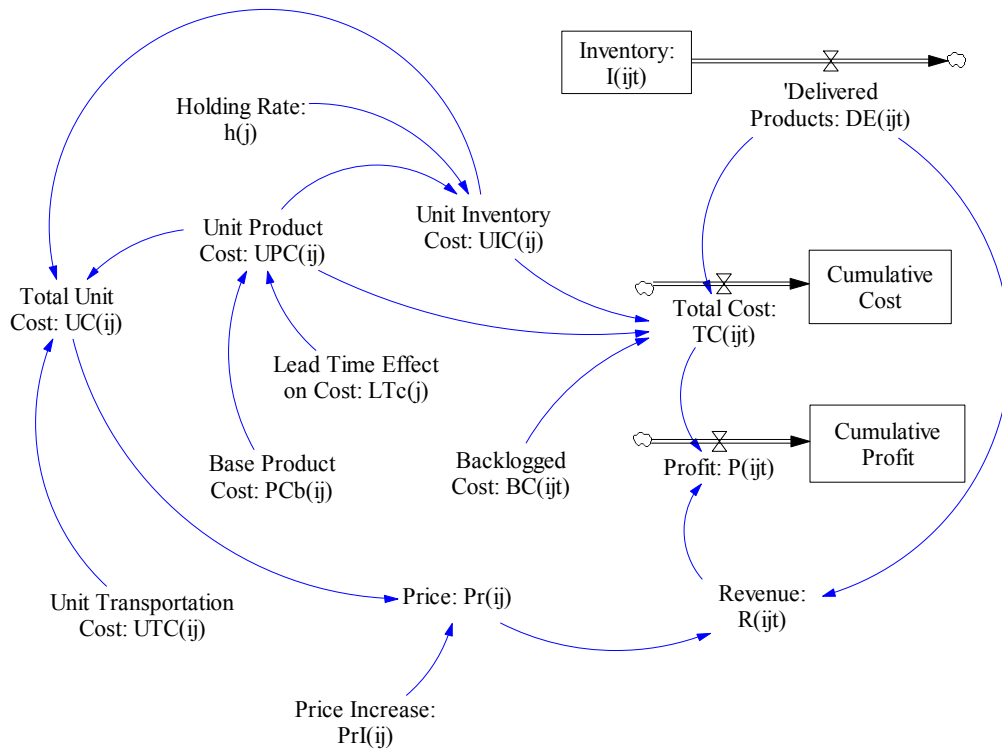 Inventory:
I(ijt)
'Delivered
Products: DE(ijt)
Holding Rate:
h(j)
Unit Product
Cost: UPC(ij)
Unit Inventory
Cost: UIC(ij)
Total Unit
Cost: UC(ij)
Cumulative
Cost
Total Cost:
TC(ijt)
Lead Time Effect
on Cost: LTc(j)
Base Product
Cost: PCb(ij)
Backlogged
Cost: BC(ijt)
Profit: P(ijt)
Cumulative
Profit
Unit Transportation
Cost: UTC(ij)
Price: Pr(ij)
Revenue:
R(ijt)
Price Increase:
PrI(ij)